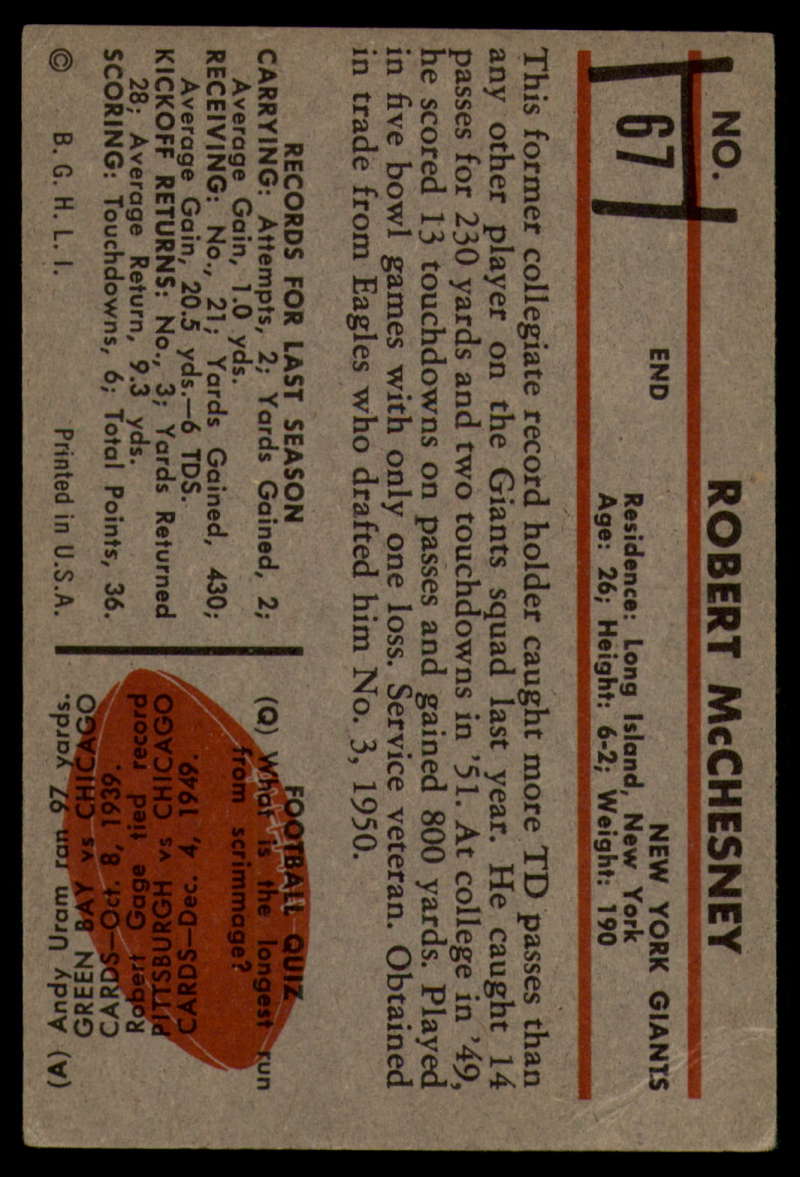 NO. 67
ROBERT McCHESNEY
END
NEW YORK GIANTS
Residence: Long Island, New York
Age: 26; Height: 6-2; Weight: 190
This former collegiate record holder caught more TD passes than
any other player on the Giants squad last year. He caught 14
passes for 230 yards and two touchdowns in '51. At college in '49,
he scored 13 touchdowns on passes and gained 800 yards. Played
in five bowl games with only one loss. Service veteran. Obtained
in trade from Eagles who drafted him No. 3, 1950.
RECORDS FOR LAST SEASON
CARRYING: Attempts, 2; Yards Gained, 2;
Average Gain, 1.0 yds.
RECEIVING: No., 21; Yards Gained, 430;
Average Gain, 20.5 yds.—6 TDS.
KICKOFF RETURNS: No., 3; Yards Returned
28; Average Return, 9.3 yds.
SCORING: Touchdowns, 6; Total Points, 36.
© B. G. H. L. I. Printed in U.S.A.
FOOTBALL QUIZ
(Q) What is the longest run
from scrimmage?
(A) Andy Uram ran 97 yards.
GREEN BAY vs CHICAGO
CARDS—Oct. 8, 1939.
Robert Gage tied record
PITTSBURGH vs CHICAGO
CARDS—Dec. 4, 1949.